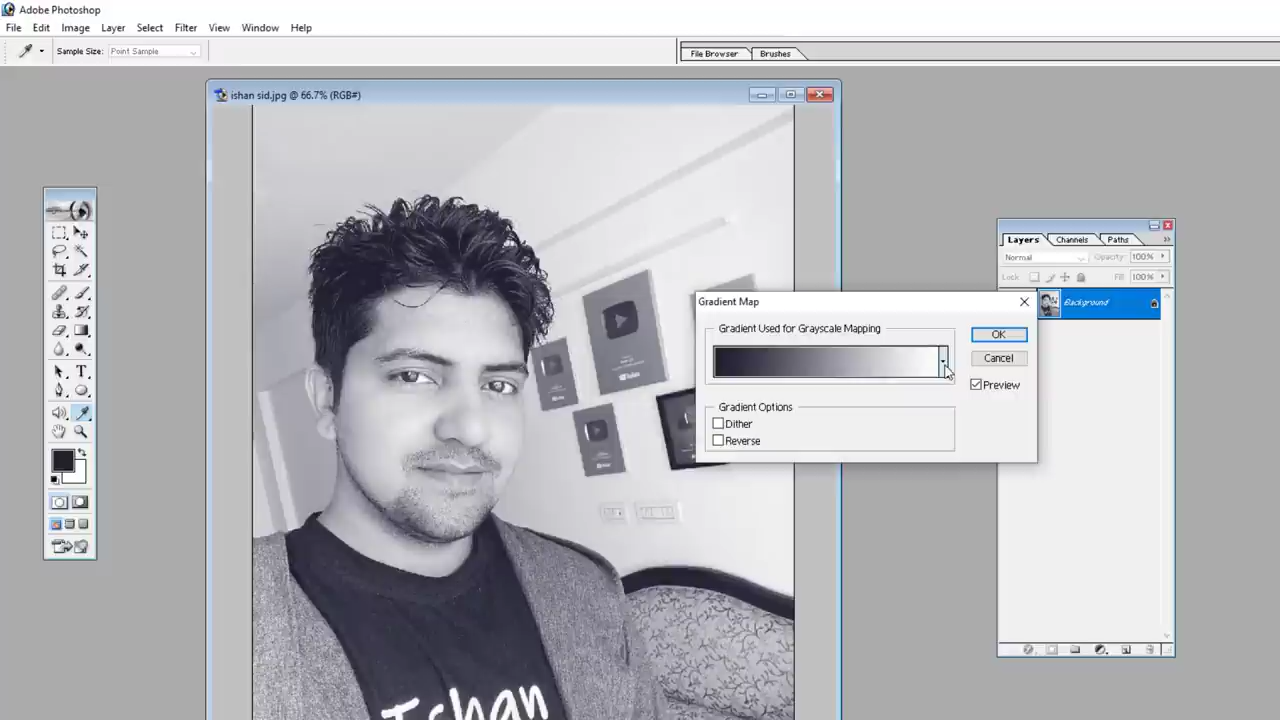 Adobe Photoshop
File Edit Image Layer Select Filter View Window Help
Sample Size: Point Sample
File Browser Brushes
ishan sid.jpg @ 66.7% (RGB#)
Layers Channels Paths
Normal Opacity: 100%
Lock: Fill: 100%
Background
Gradient Map
Gradient Used for Grayscale Mapping
OK
Cancel
Preview
Gradient Options
Dither
Reverse
Ishan